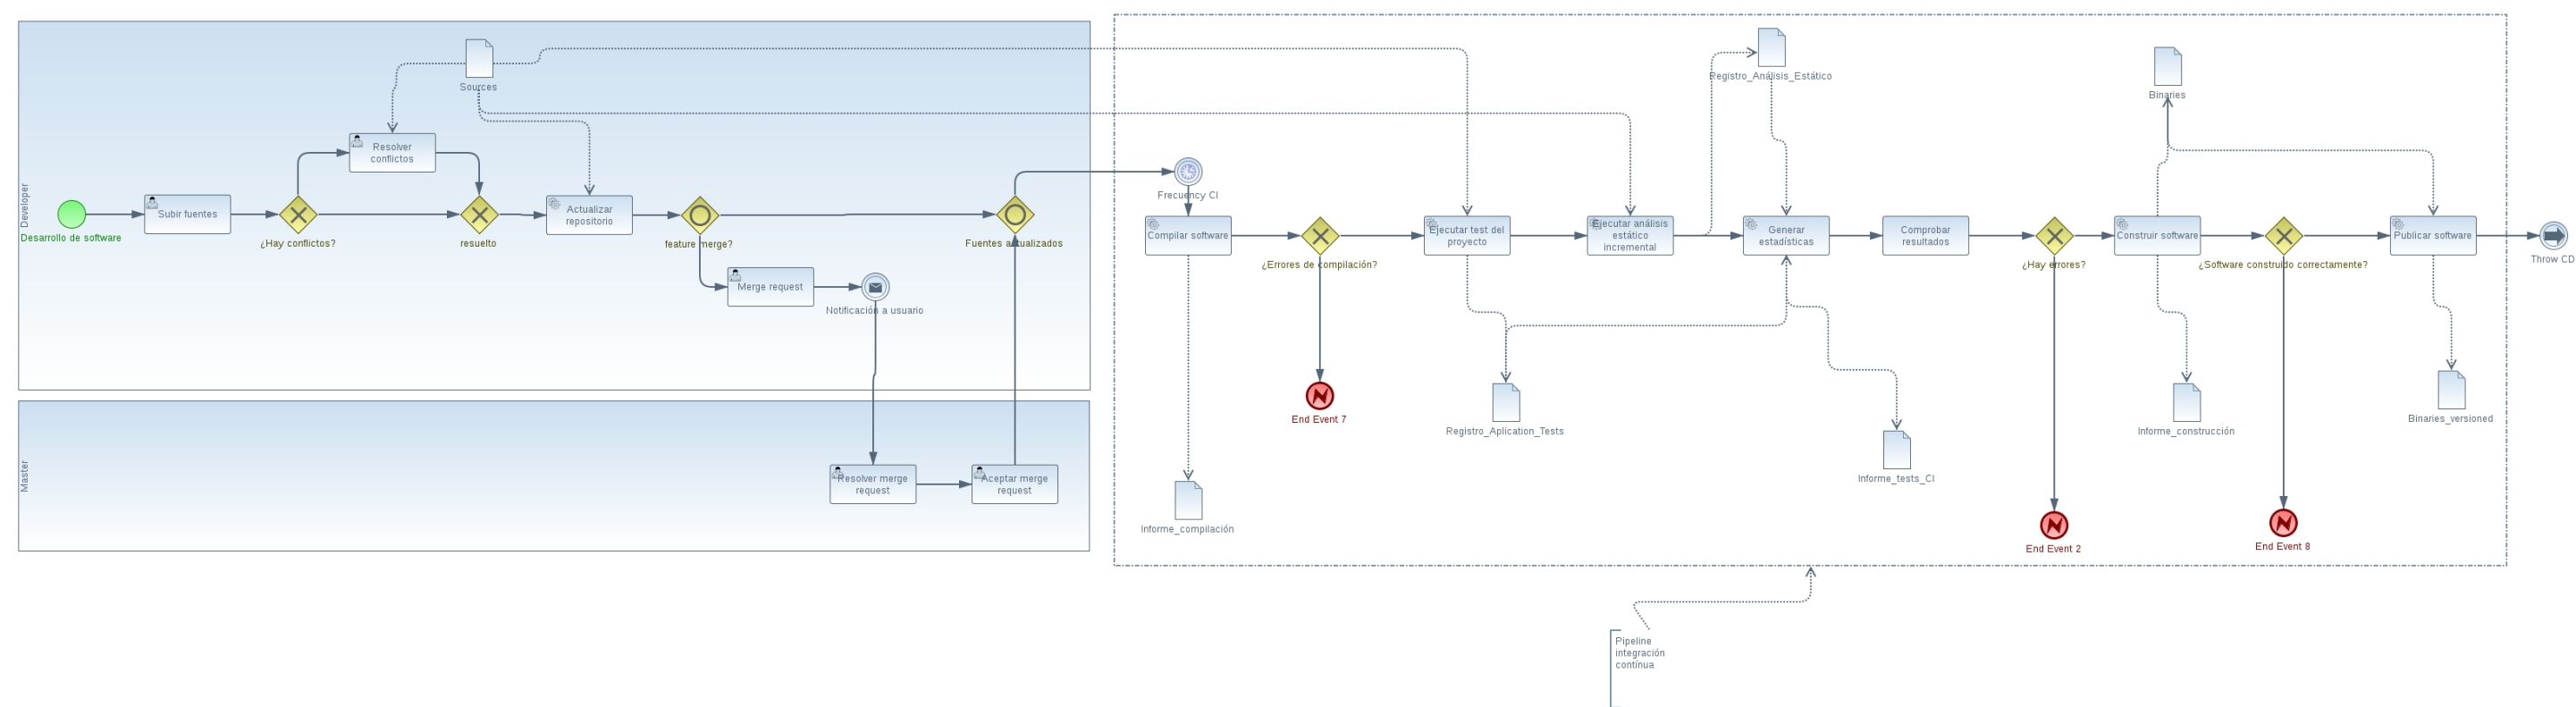 Developer
Desarrollo de software
Subir fuentes
¿Hay conflictos?
Resolver
conflictos
Sources
resuelto
Actualizar
repositorio
feature merge?
Merge request
Notificación a usuario
Fuentes actualizados
Master
Resolver merge
request
Aceptar merge
request
Frecuency CI
Compilar software
Informe_compilación
¿Errores de compilación?
End Event 7
Ejecutar test del
proyecto
Registro_Aplication_Tests
Ejecutar análisis
estático
incremental
Registro_Análisis_Estático
Generar
estadísticas
Informe_tests_CI
Comprobar
resultados
¿Hay errores?
End Event 2
Construir software
Binaries
Informe_construcción
¿Software construido correctamente?
End Event 8
Publicar software
Binaries_versioned
Throw CD
Pipeline
integración
contínua